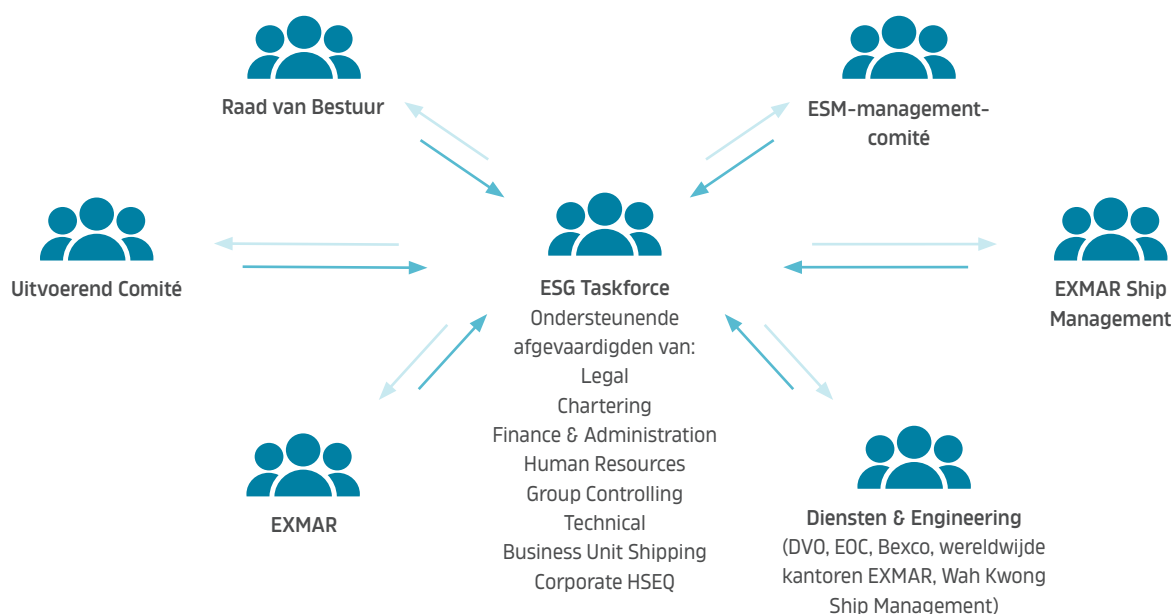 Raad van Bestuur
ESM-management-
comité
Uitvoerend Comité
ESG Taskforce
Ondersteunende
afgevaardigden van:
Legal
Chartering
Finance & Administration
Human Resources
Group Controlling
Technical
Business Unit Shipping
Corporate HSEQ
EXMAR Ship
Management
EXMAR
Diensten & Engineering
(DVO, EOC, Bexco, wereldwijde
kantoren EXMAR, Wah Kwong
Ship Management)